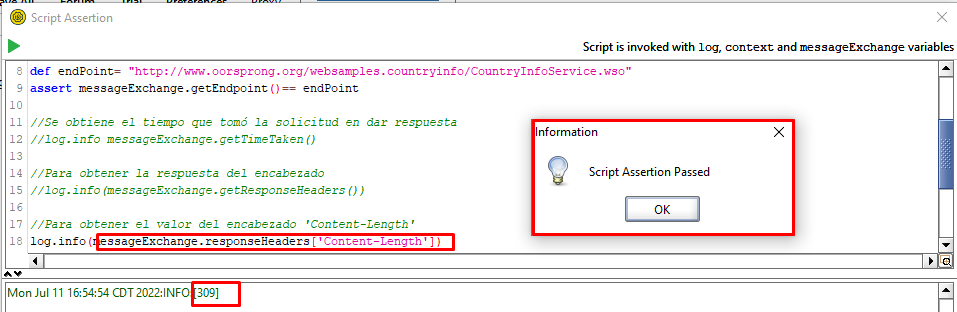 Script Assertion
Script is invoked with log, context and messageExchange variables
8 def endPoint= "http://www.oorsprong.org/websamples.countryinfo/CountryInfoService.wso"
9 assert messageExchange.getEndpoint()== endPoint
10
11 //Se obtiene el tiempo que tomó la solicitud en dar respuesta
12 //log.info messageExchange.getTimeTaken()
13
14 //Para obtener la respuesta del encabezado
15 //log.info(messageExchange.getResponseHeaders())
16
17 //Para obtener el valor del encabezado 'Content-Length'
18 log.info(messageExchange.responseHeaders['Content-Length'])
Information
Script Assertion Passed
OK
Mon Jul 11 16:54:54 CDT 2022:INFO:[309]